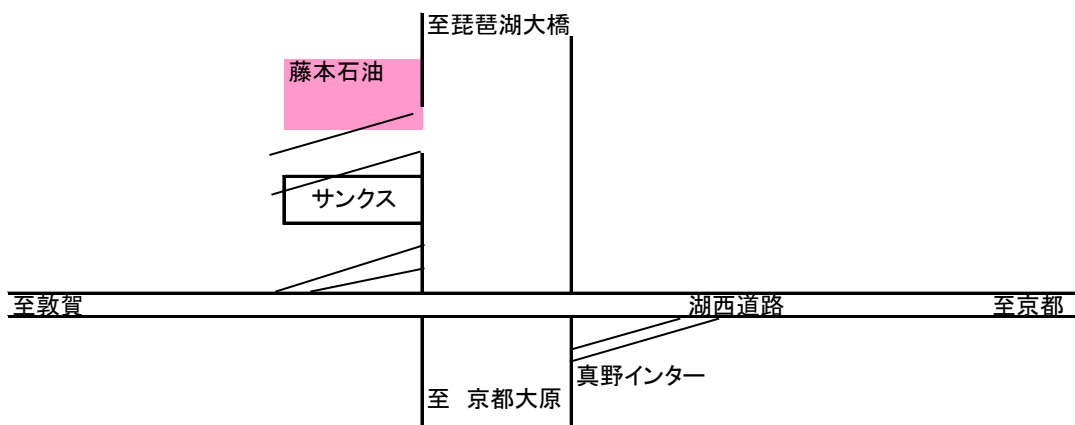 至琵琶湖大橋
藤本石油
サンクス
至敦賀
湖西道路
至京都
真野インター
至　京都大原